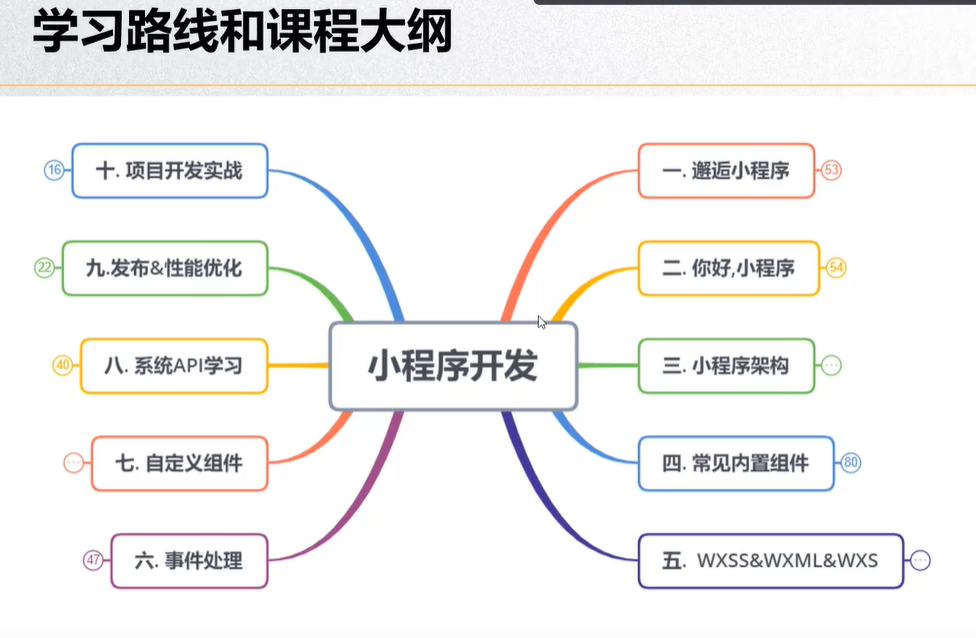 学习路线和课程大纲
小程序开发
一. 邂逅小程序
53
二. 你好,小程序
54
三. 小程序架构
...
四. 常见内置组件
80
五. WXSS&WXML&WXS
...
六. 事件处理
47
七. 自定义组件
...
八. 系统API学习
40
九.发布&性能优化
22
十. 项目开发实战
16